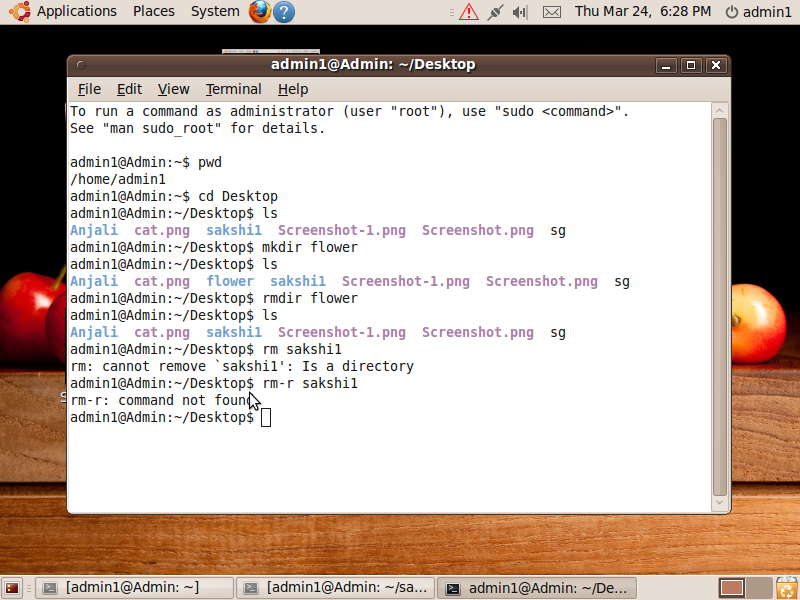 Applications Places System Thu Mar 24, 6:28 PM admin1
admin1@Admin: ~/Desktop
File Edit View Terminal Help
To run a command as administrator (user "root"), use "sudo <command>".
See "man sudo_root" for details.
admin1@Admin:~$ pwd
/home/admin1
admin1@Admin:~$ cd Desktop
admin1@Admin:~/Desktop$ ls
Anjali cat.png sakshi1 Screenshot-1.png Screenshot.png sg
admin1@Admin:~/Desktop$ mkdir flower
admin1@Admin:~/Desktop$ ls
Anjali cat.png flower sakshi1 Screenshot-1.png Screenshot.png sg
admin1@Admin:~/Desktop$ rmdir flower
admin1@Admin:~/Desktop$ ls
Anjali cat.png sakshi1 Screenshot-1.png Screenshot.png sg
admin1@Admin:~/Desktop$ rm sakshi1
rm: cannot remove `sakshi1': Is a directory
admin1@Admin:~/Desktop$ rm-r sakshi1
rm-r: command not found
admin1@Admin:~/Desktop$
[admin1@Admin: ~] [admin1@Admin: ~/sa... admin1@Admin: ~/De...